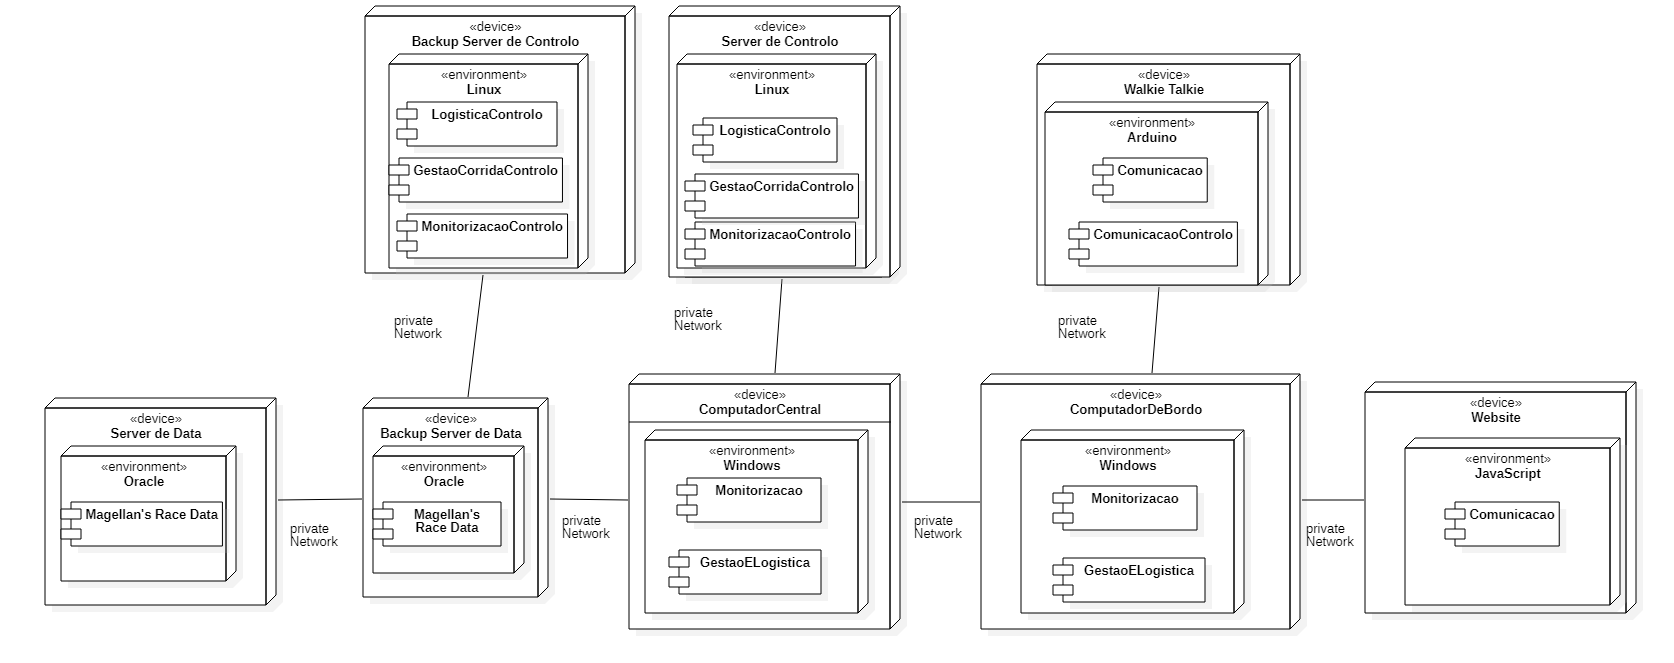 «device»
Backup Server de Controlo
«environment»
Linux
LogisticaControlo
GestaoCorridaControlo
MonitorizacaoControlo
«device»
Server de Controlo
«environment»
Linux
LogisticaControlo
GestaoCorridaControlo
MonitorizacaoControlo
«device»
Walkie Talkie
«environment»
Arduino
Comunicacao
ComunicacaoControlo
private
Network
private
Network
private
Network
«device»
Server de Data
«environment»
Oracle
Magellan's Race Data
private
Network
«device»
Backup Server de Data
«environment»
Oracle
Magellan's
Race Data
private
Network
«device»
ComputadorCentral
«environment»
Windows
Monitorizacao
GestaoELogistica
private
Network
«device»
ComputadorDeBordo
«environment»
Windows
Monitorizacao
GestaoELogistica
private
Network
«device»
Website
«environment»
JavaScript
Comunicacao